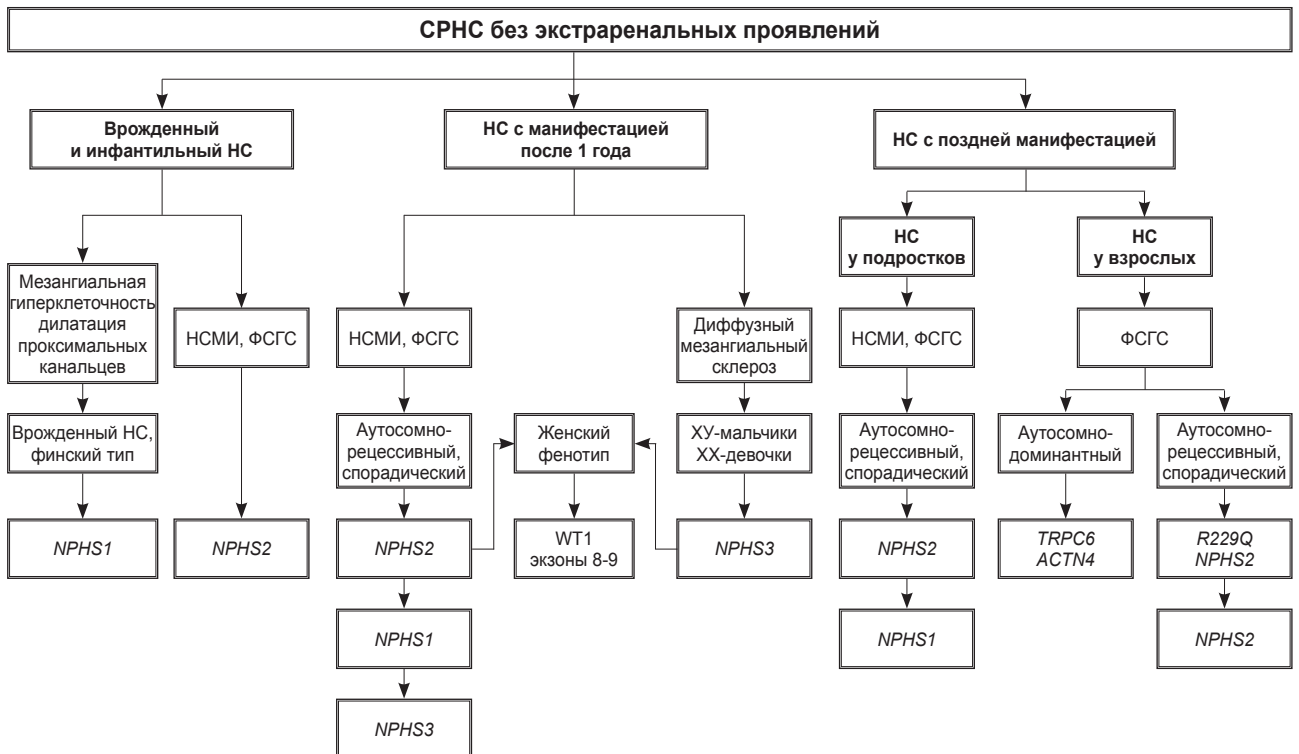 СРНС без экстраренальных проявлений
Врожденный
и инфантильный НС
НС с манифестацией
после 1 года
НС с поздней манифестацией
НС
у подростков
НС
у взрослых
Мезангиальная
гиперклеточность
дилатация
проксимальных
канальцев
НСМИ, ФСГС
НСМИ, ФСГС
Диффузный
мезангиальный
склероз
НСМИ, ФСГС
ФСГС
Врожденный НС,
финский тип
Аутосомно-
рецессивный,
спорадический
Женский
фенотип
ХУ-мальчики
ХХ-девочки
Аутосомно-
рецессивный,
спорадический
Аутосомно-
доминантный
Аутосомно-
рецессивный,
спорадический
NPHS1
NPHS2
NPHS2
WT1
экзоны 8-9
NPHS3
NPHS2
TRPC6
ACTN4
R229Q
NPHS2
NPHS1
NPHS1
NPHS2
NPHS3